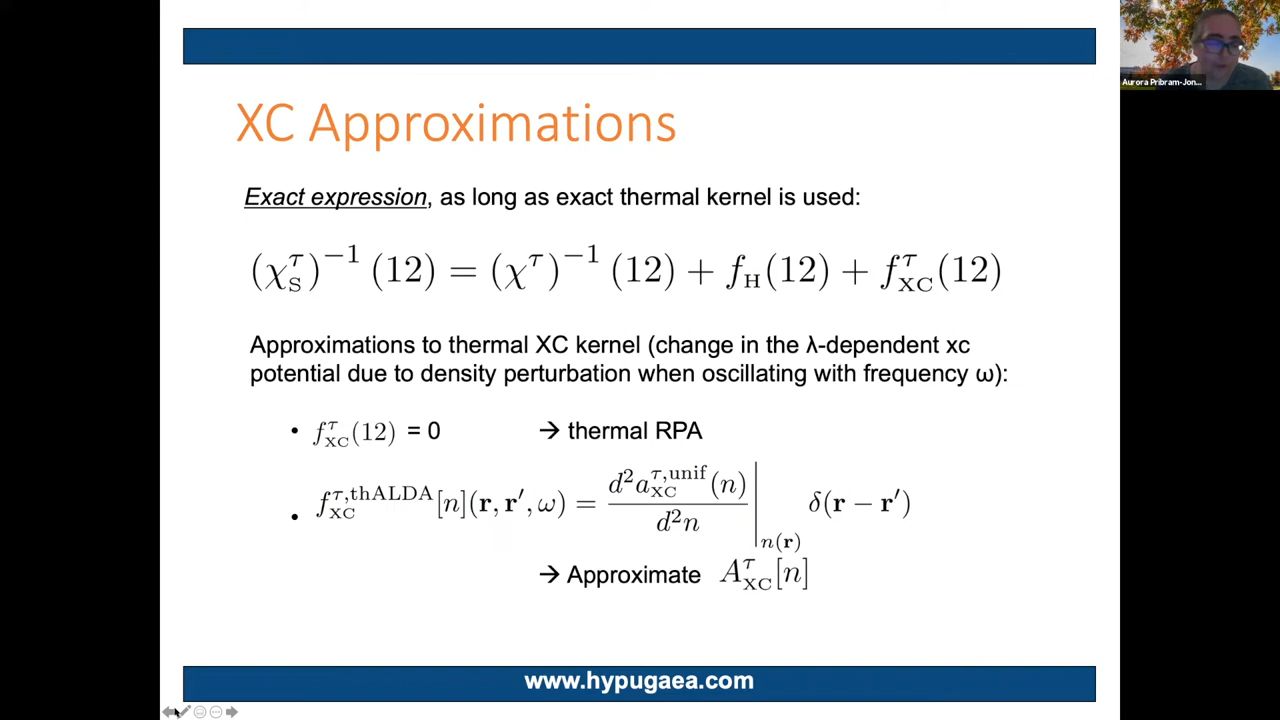 Aurora Pribram-Jon...
XC Approximations
Exact expression, as long as exact thermal kernel is used:
(χ_S^τ)^{-1} (12) = (χ^τ)^{-1} (12) + f_H(12) + f_XC^τ(12)
Approximations to thermal XC kernel (change in the λ-dependent xc
potential due to density perturbation when oscillating with frequency ω):
• f_XC^τ(12) = 0 → thermal RPA
• f_XC^{τ,thALDA}[n](r, r′, ω) = d²a_XC^{τ,unif}(n) / d²n |_{n(r)} δ(r − r′)
→ Approximate A_XC^τ[n]
www.hypugaea.com